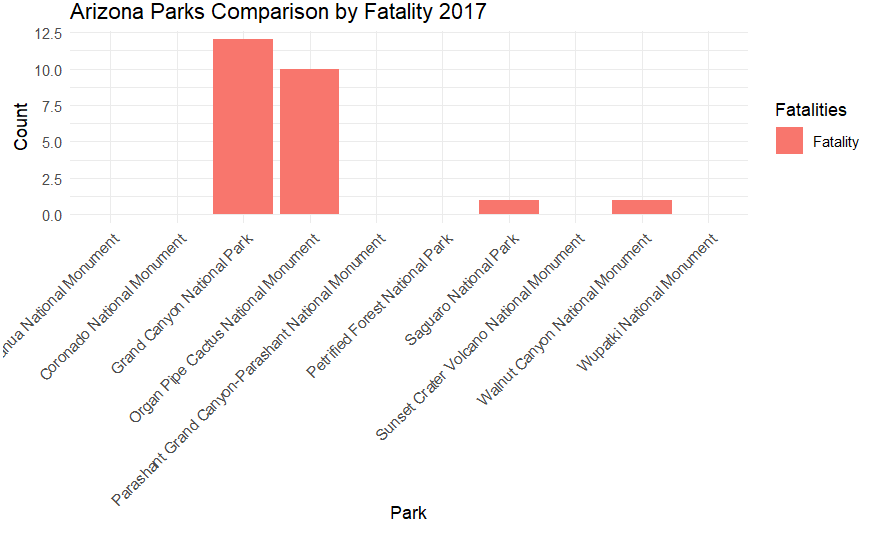 Arizona Parks Comparison by Fatality 2017
12.5
10.0
7.5
5.0
2.5
0.0
Count
National Monument
Coronado National Monument
Grand Canyon National Park
Organ Pipe Cactus National Monument
Parashant Grand Canyon-Parashant National Monument
Petrified Forest National Park
Saguaro National Park
Sunset Crater Volcano National Monument
Walnut Canyon National Monument
Wupatki National Monument
Park
Fatalities
Fatality